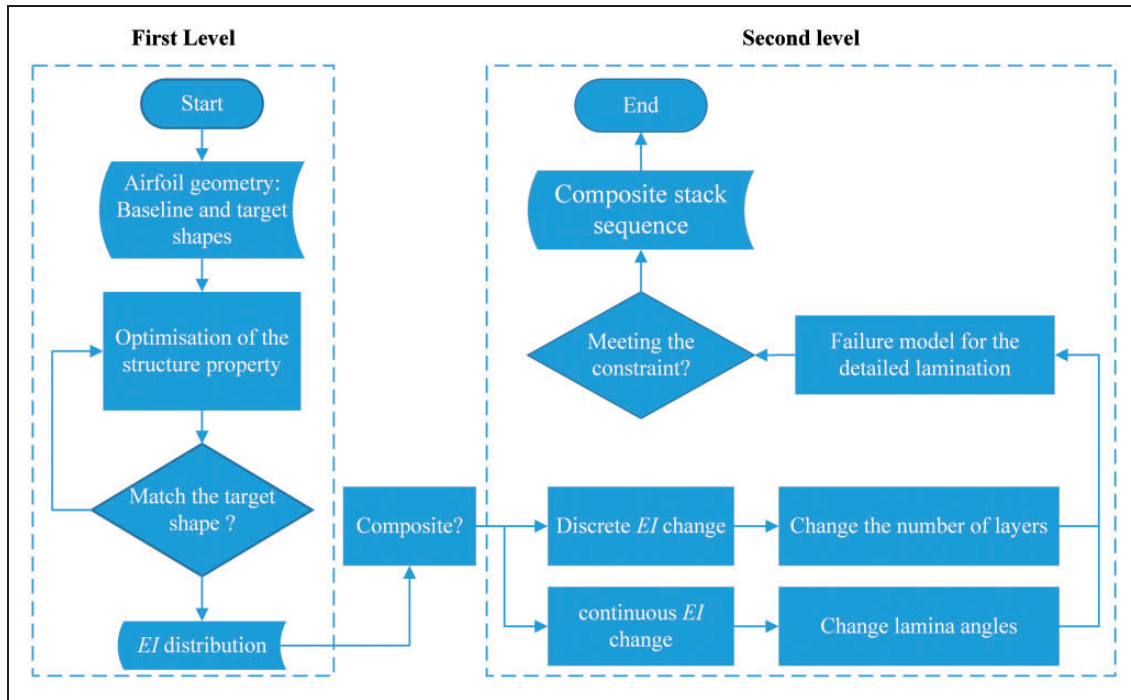 First Level
Start
Airfoil geometry:
Baseline and target
shapes
Optimisation of the
structure property
Match the target
shape ?
EI distribution
Composite?
Second level
End
Composite stack
sequence
Meeting the
constraint?
Failure model for the
detailed lamination
Discrete EI change
Change the number of layers
continuous EI
change
Change lamina angles